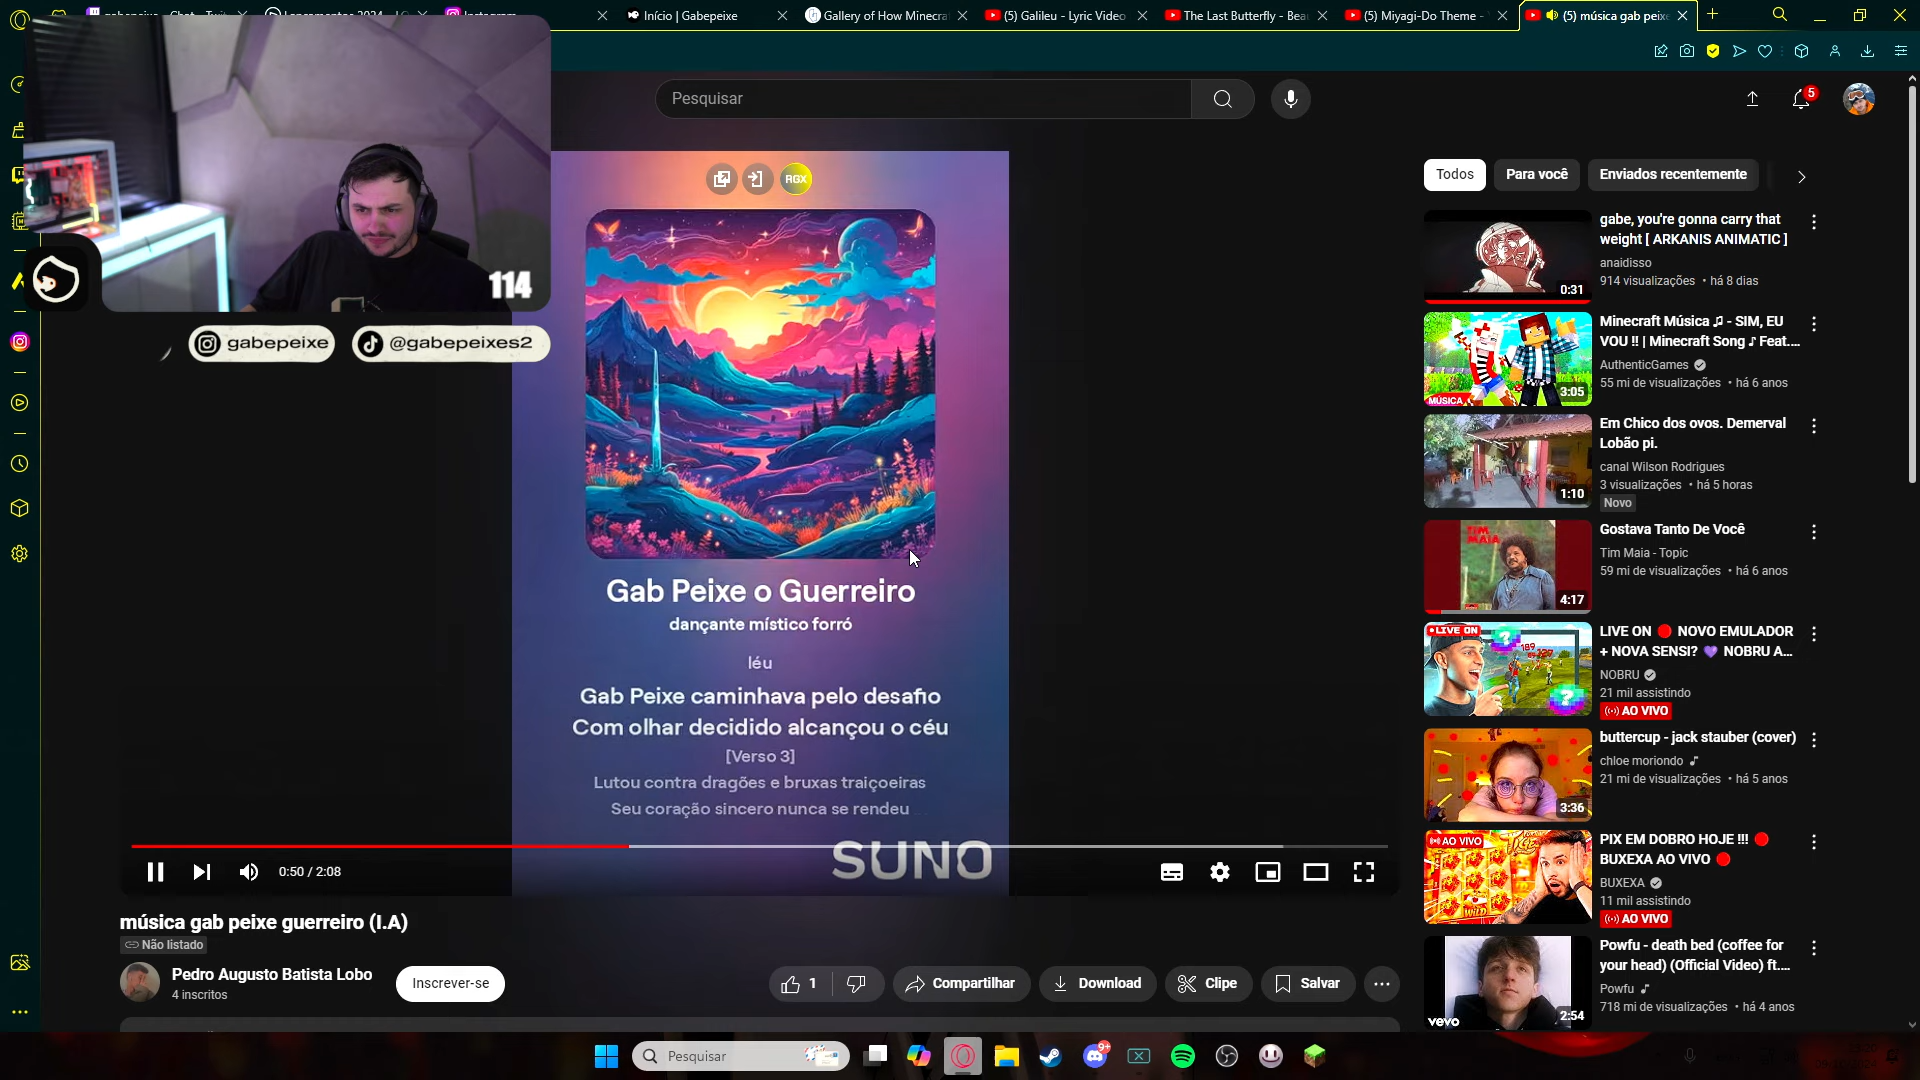 Início | Gabepeixe
Gallery of How Minecra
(5) Galileu - Lyric Video
The Last Butterfly - Bea
(5) Miyagi-Do Theme -
(5) música gab peixe
Pesquisar
5
114
gabepeixe
@gabepeixes2
RGX
Gab Peixe o Guerreiro
dançante místico forró
léu
Gab Peixe caminhava pelo desafio
Com olhar decidido alcançou o céu
[Verso 3]
Lutou contra dragões e bruxas traiçoeiras
Seu coração sincero nunca se rendeu
SUNO
0:50 / 2:08
música gab peixe guerreiro (I.A)
Não listado
Pedro Augusto Batista Lobo
4 inscritos
Inscrever-se
1
Compartilhar
Download
Clipe
Salvar
Todos
Para você
Enviados recentemente
gabe, you're gonna carry that
weight [ ARKANIS ANIMATIC ]
anaidisso
914 visualizações • há 8 dias
0:31
Minecraft Música ♫ - SIM, EU
VOU !! | Minecraft Song ♪ Feat....
AuthenticGames
55 mi de visualizações • há 6 anos
MÚSICA
3:05
Em Chico dos ovos. Demerval
Lobão pi.
canal Wilson Rodrigues
3 visualizações • há 5 horas
Novo
1:10
Gostava Tanto De Você
Tim Maia - Topic
59 mi de visualizações • há 6 anos
TIM
MAIA
4:17
LIVE ON 🔴 NOVO EMULADOR
+ NOVA SENSI? 💜 NOBRU A...
NOBRU
21 mil assistindo
AO VIVO
LIVE ON
buttercup - jack stauber (cover)
chloe moriondo
21 mi de visualizações • há 5 anos
3:36
PIX EM DOBRO HOJE !!! 🔴
BUXEXA AO VIVO 🔴
BUXEXA
11 mil assistindo
AO VIVO
AO VIVO
WILD
Powfu - death bed (coffee for
your head) (Official Video) ft....
Powfu
718 mi de visualizações • há 4 anos
vevo
2:54
Pesquisar
9+